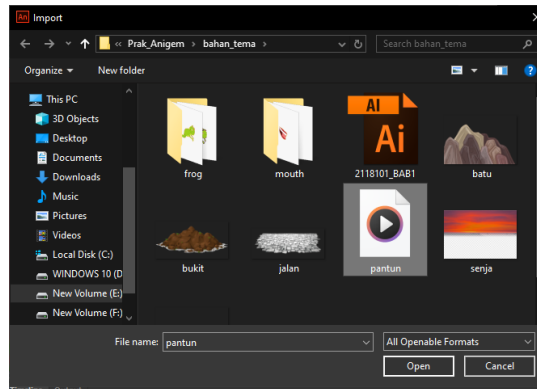 An Import
« Prak_Anigem › bahan_tema ›
Search bahan_tema
Organize
New folder
?
This PC
3D Objects
Desktop
Documents
Downloads
Music
Pictures
Videos
Local Disk (C:)
WINDOWS 10 (D
New Volume (E:)
New Volume (F:)
AI
Ai
frog
mouth
2118101_BAB1
batu
bukit
jalan
pantun
senja
File name: pantun
All Openable Formats
Open
Cancel